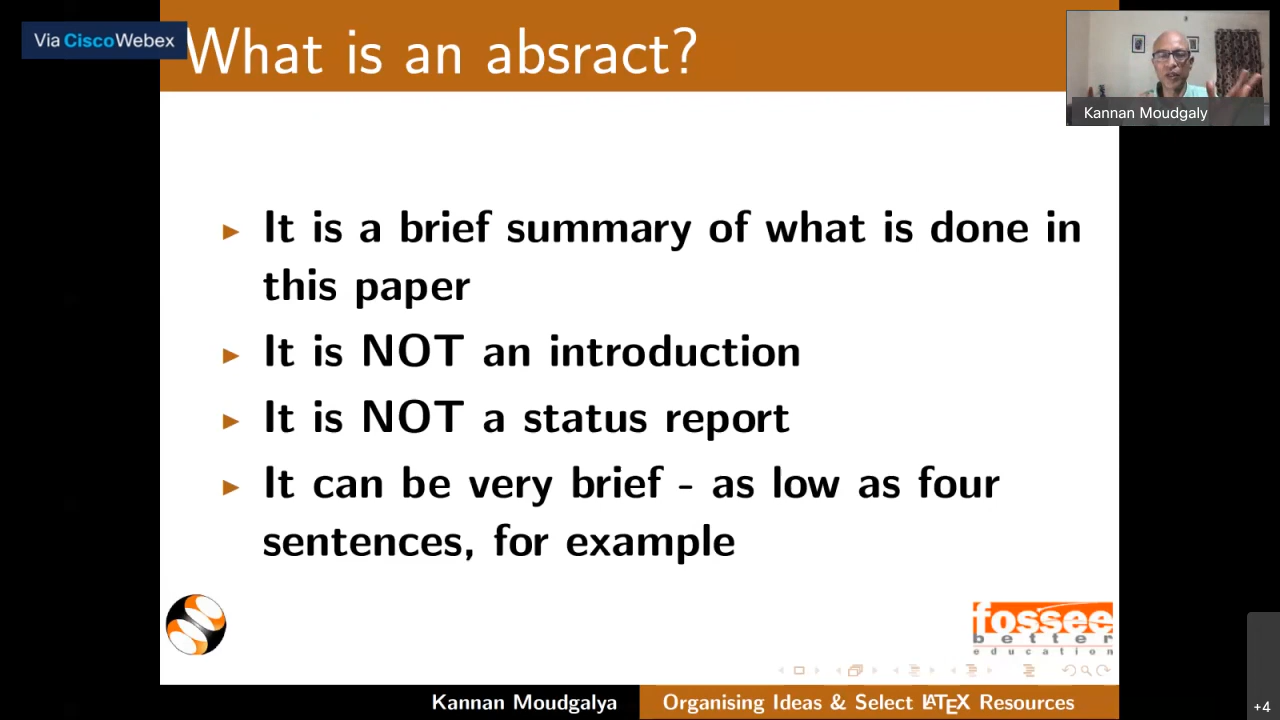 Via CiscoWebex
What is an absract?
Kannan Moudgaly
It is a brief summary of what is done in
this paper
It is NOT an introduction
It is NOT a status report
It can be very brief - as low as four
sentences, for example
fossee
better
education
Kannan Moudgalya
Organising Ideas & Select LATEX Resources
+4